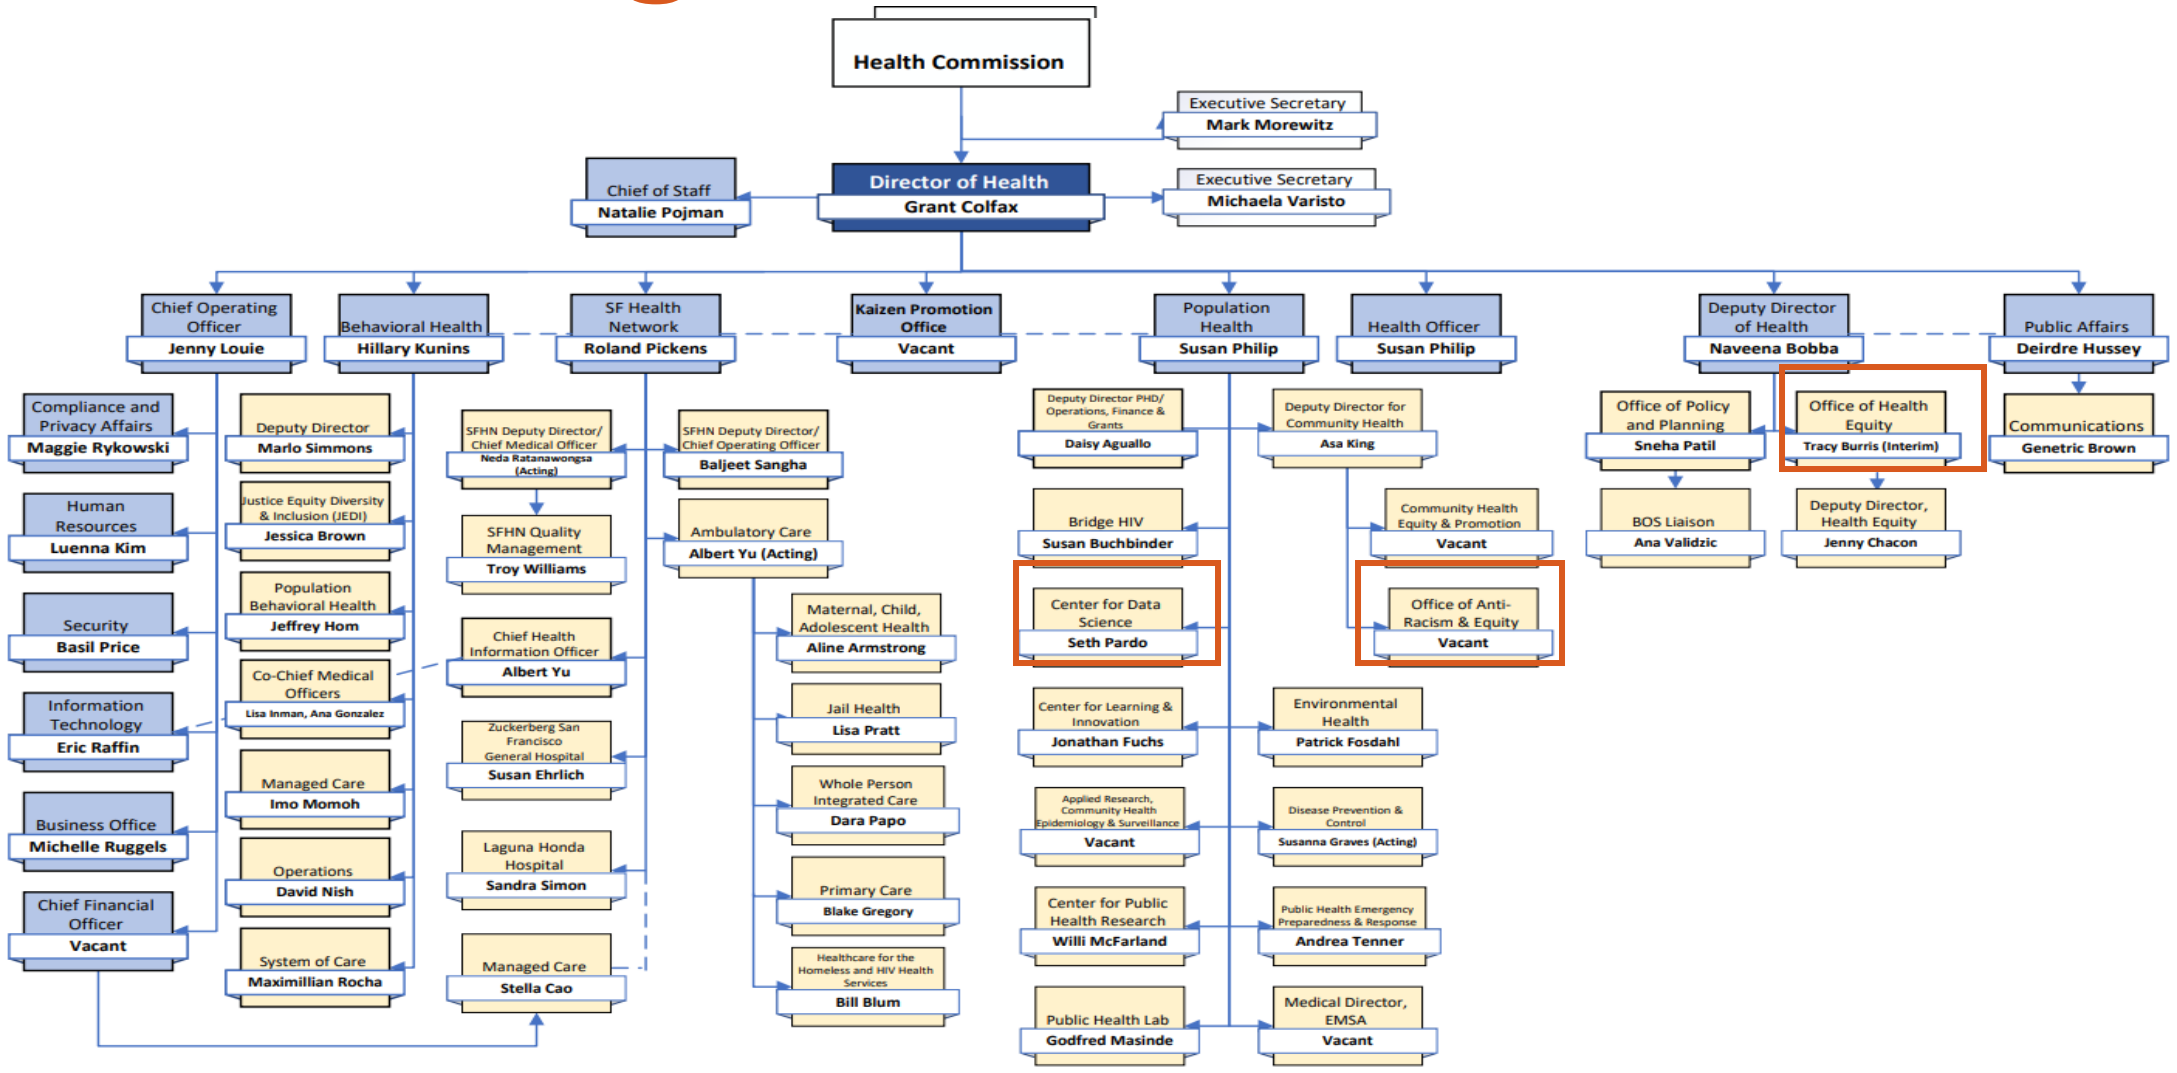 Health Commission
Executive Secretary
Mark Morewitz
Chief of Staff
Natalie Pojman
Director of Health
Grant Colfax
Executive Secretary
Michaela Varisto
Chief Operating
Officer
Jenny Louie
Behavioral Health
Hillary Kunins
SF Health
Network
Roland Pickens
Kaizen Promotion
Office
Vacant
Population
Health
Susan Philip
Health Officer
Susan Philip
Deputy Director
of Health
Naveena Bobba
Public Affairs
Deirdre Hussey
Compliance and
Privacy Affairs
Maggie Rykowski
Human
Resources
Luenna Kim
Security
Basil Price
Information
Technology
Eric Raffin
Business Office
Michelle Ruggels
Chief Financial
Officer
Vacant
Deputy Director
Marlo Simmons
Justice Equity Diversity
& Inclusion (JEDI)
Jessica Brown
Population
Behavioral Health
Jeffrey Hom
Co-Chief Medical
Officers
Lisa Inman, Ana Gonzalez
Managed Care
Imo Momoh
Operations
David Nish
System of Care
Maximillian Rocha
SFHN Deputy Director/
Chief Medical Officer
Neda Ratanawongsa
(Acting)
SFHN Quality
Management
Troy Williams
Chief Health
Information Officer
Albert Yu
Zuckerberg San
Francisco
General Hospital
Susan Ehrlich
Laguna Honda
Hospital
Sandra Simon
Managed Care
Stella Cao
SFHN Deputy Director/
Chief Operating Officer
Baljeet Sangha
Ambulatory Care
Albert Yu (Acting)
Maternal, Child,
Adolescent Health
Aline Armstrong
Jail Health
Lisa Pratt
Whole Person
Integrated Care
Dara Papo
Primary Care
Blake Gregory
Healthcare for the
Homeless and HIV Health
Services
Bill Blum
Deputy Director PHD/
Operations, Finance &
Grants
Daisy Aguallo
Bridge HIV
Susan Buchbinder
Center for Data
Science
Seth Pardo
Center for Learning &
Innovation
Jonathan Fuchs
Applied Research,
Community Health
Epidemiology & Surveillance
Vacant
Center for Public
Health Research
Willi McFarland
Public Health Lab
Godfred Masinde
Deputy Director for
Community Health
Asa King
Community Health
Equity & Promotion
Vacant
Office of Anti-
Racism & Equity
Vacant
Environmental
Health
Patrick Fosdahl
Disease Prevention &
Control
Susanna Graves (Acting)
Public Health Emergency
Preparedness & Response
Andrea Tenner
Medical Director,
EMSA
Vacant
Office of Policy
and Planning
Sneha Patil
BOS Liaison
Ana Validzic
Office of Health
Equity
Tracy Burris (Interim)
Deputy Director,
Health Equity
Jenny Chacon
Communications
Genetric Brown